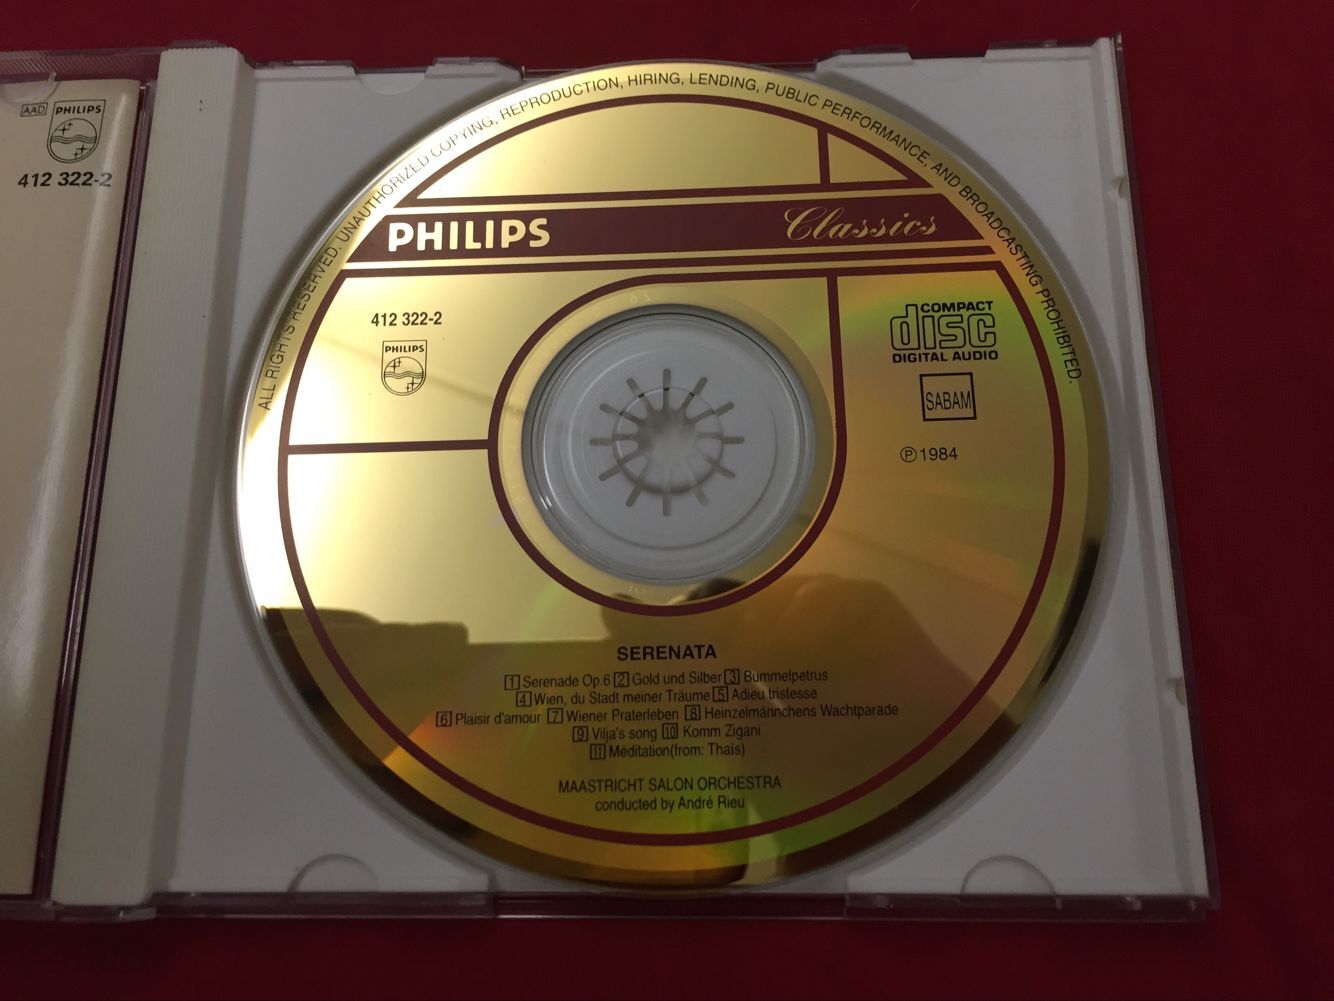 AAD PHILIPS
412 322-2
ALL RIGHTS RESERVED. UNAUTHORIZED COPYING, REPRODUCTION, HIRING, LENDING, PUBLIC PERFORMANCE, AND BROADCASTING PROHIBITED.
PHILIPS Classics
412 322-2
PHILIPS
COMPACT
disc
DIGITAL AUDIO
SABAM
℗ 1984
SERENATA
1 Serenade Op.6 2 Gold und Silber 3 Bummelpetrus
4 Wien, du Stadt meiner Träume 5 Adieu tristesse
6 Plaisir d'amour 7 Wiener Praterleben 8 Heinzelmännchens Wachtparade
9 Vilja's song 10 Komm Zigani
11 Méditation(from: Thaïs)
MAASTRICHT SALON ORCHESTRA
conducted by André Rieu